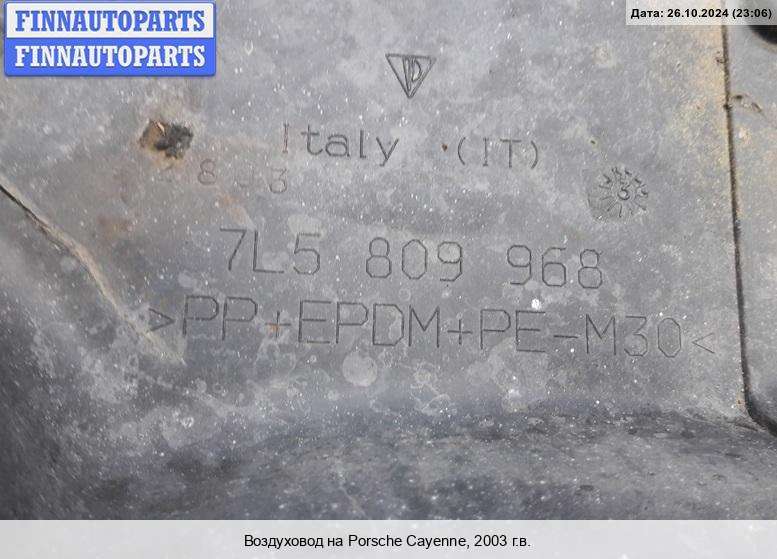 FINNAUTOPARTS
FINNAUTOPARTS
Дата: 26.10.2024 (23:06)
Italy (IT)
3
7L5 809 968
>PP+EPDM+PE-M30<
Воздуховод на Porsche Cayenne, 2003 г.в.